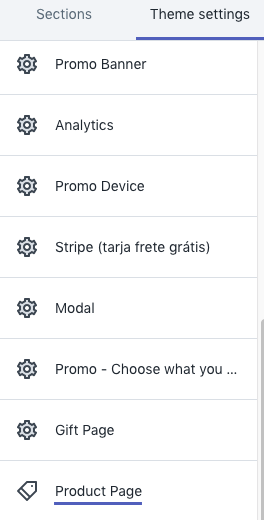 Sections
Theme settings
Promo Banner
Analytics
Promo Device
Stripe (tarja frete grátis)
Modal
Promo - Choose what you ...
Gift Page
Product Page